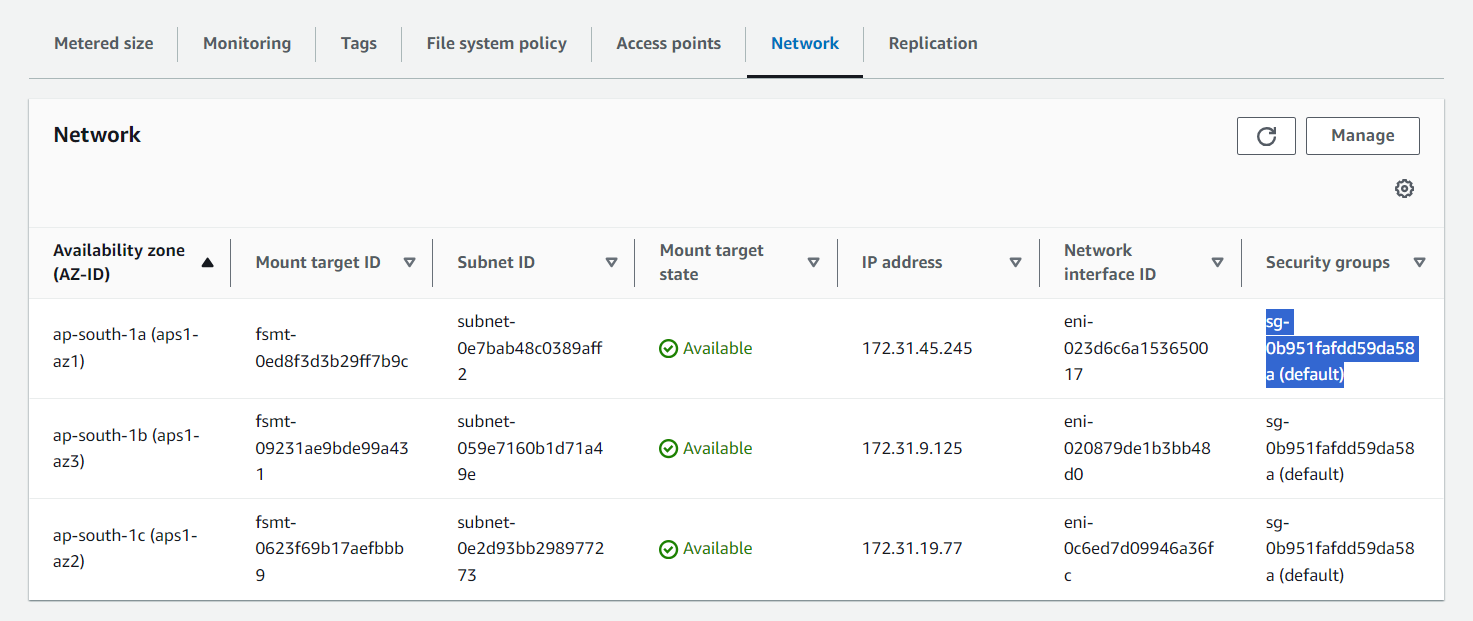 Metered size
Monitoring
Tags
File system policy
Access points
Network
Replication
Network
Manage
Availability zone
(AZ-ID)
Mount target ID
Subnet ID
Mount target
state
IP address
Network
interface ID
Security groups
ap-south-1a (aps1-
az1)
fsmt-
0ed8f3d3b29ff7b9c
subnet-
0e7bab48c0389aff
2
Available
172.31.45.245
eni-
023d6c6a1536500
17
sg-
0b951fafdd59da58
a (default)
ap-south-1b (aps1-
az3)
fsmt-
09231ae9bde99a43
1
subnet-
059e7160b1d71a4
9e
Available
172.31.9.125
eni-
020879de1b3bb48
d0
sg-
0b951fafdd59da58
a (default)
ap-south-1c (aps1-
az2)
fsmt-
0623f69b17aefbbb
9
subnet-
0e2d93bb2989772
73
Available
172.31.19.77
eni-
0c6ed7d09946a36f
c
sg-
0b951fafdd59da58
a (default)